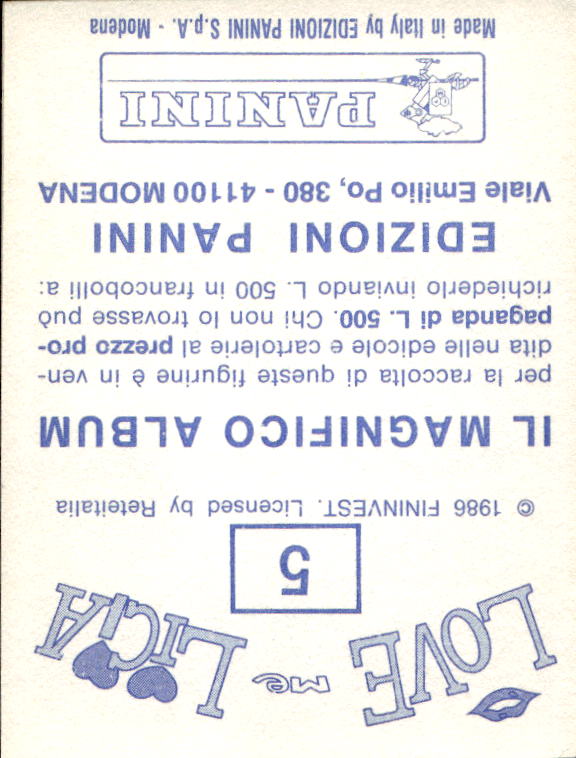 LOVE me LICIA
5
© 1986 FININVEST. Licensed by Reteitalia
IL MAGNIFICO ALBUM
per la raccolta di queste figurine è in ven-
dita nelle edicole e cartolerie al prezzo pro-
paganda di L. 500. Chi non lo trovasse può
richiederlo inviando L. 500 in francobolli a:
EDIZIONI PANINI
Viale Emilio Po, 380 - 41100 MODENA
PANINI
Made in Italy by EDIZIONI PANINI S.p.A. - Modena